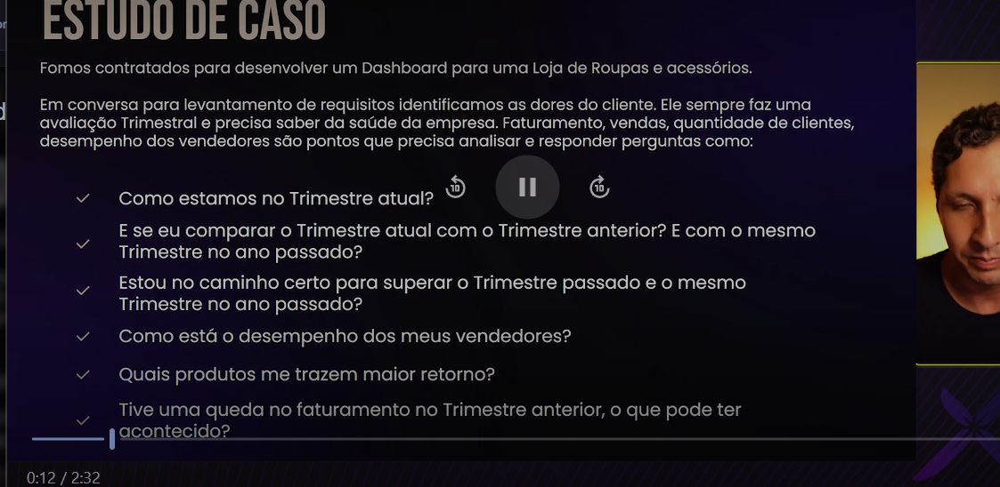 ESTUDO DE CASO
Fomos contratados para desenvolver um Dashboard para uma Loja de Roupas e acessórios.
Em conversa para levantamento de requisitos identificamos as dores do cliente. Ele sempre faz uma
avaliação Trimestral e precisa saber da saúde da empresa. Faturamento, vendas, quantidade de clientes,
desempenho dos vendedores são pontos que precisa analisar e responder perguntas como:
Como estamos no Trimestre atual?
10
10
E se eu comparar o Trimestre atual com o Trimestre anterior? E com o mesmo
Trimestre no ano passado?
Estou no caminho certo para superar o Trimestre passado e o mesmo
Trimestre no ano passado?
Como está o desempenho dos meus vendedores?
Quais produtos me trazem maior retorno?
Tive uma queda no faturamento no Trimestre anterior, o que pode ter
acontecido?
0:12 / 2:32